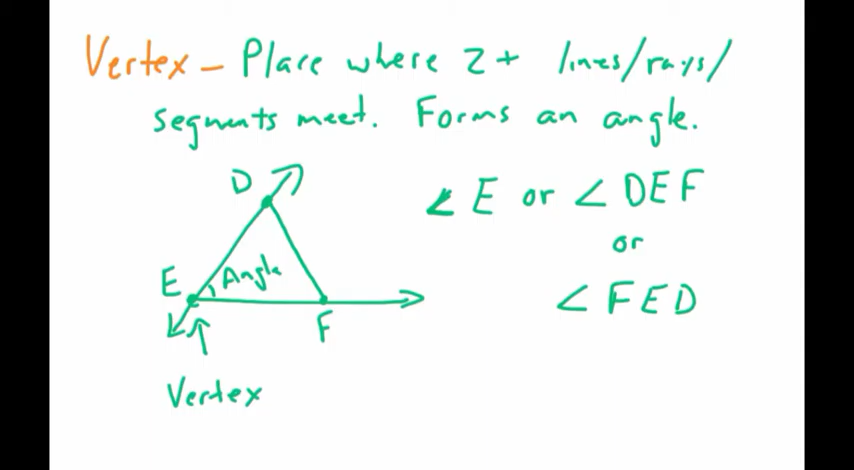 Vertex – Place where 2+ lines/rays/
segments meet. Forms an angle.
D
∠E or ∠DEF
or
E
Angle
∠FED
F
Vertex